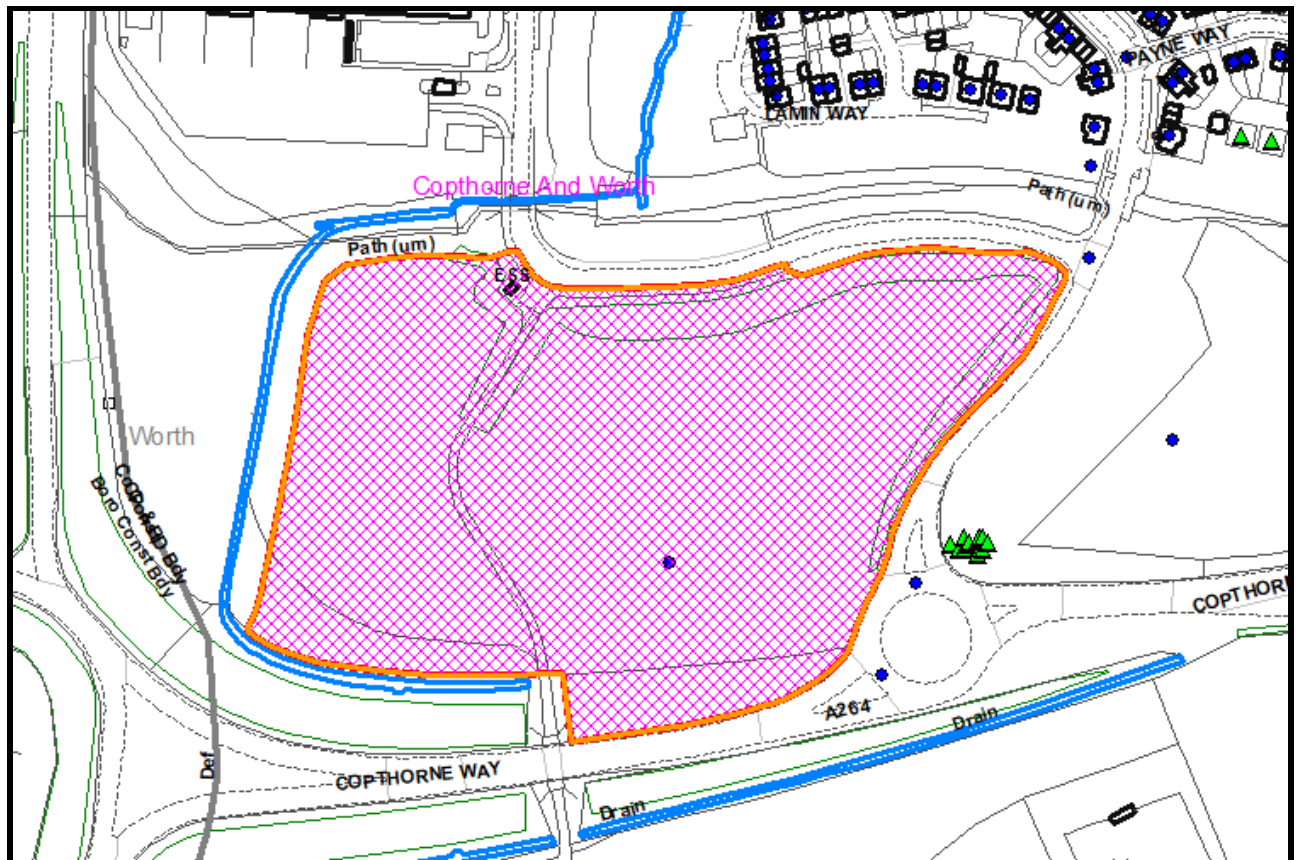 PAYNE WAY
LAMIN WAY
Copthorne And Worth
Path (um)
Path (um)
ESS
Worth
Boro Const Bdy
COPTHORN
A264
Drain
Def
COPTHORNE WAY
Drain